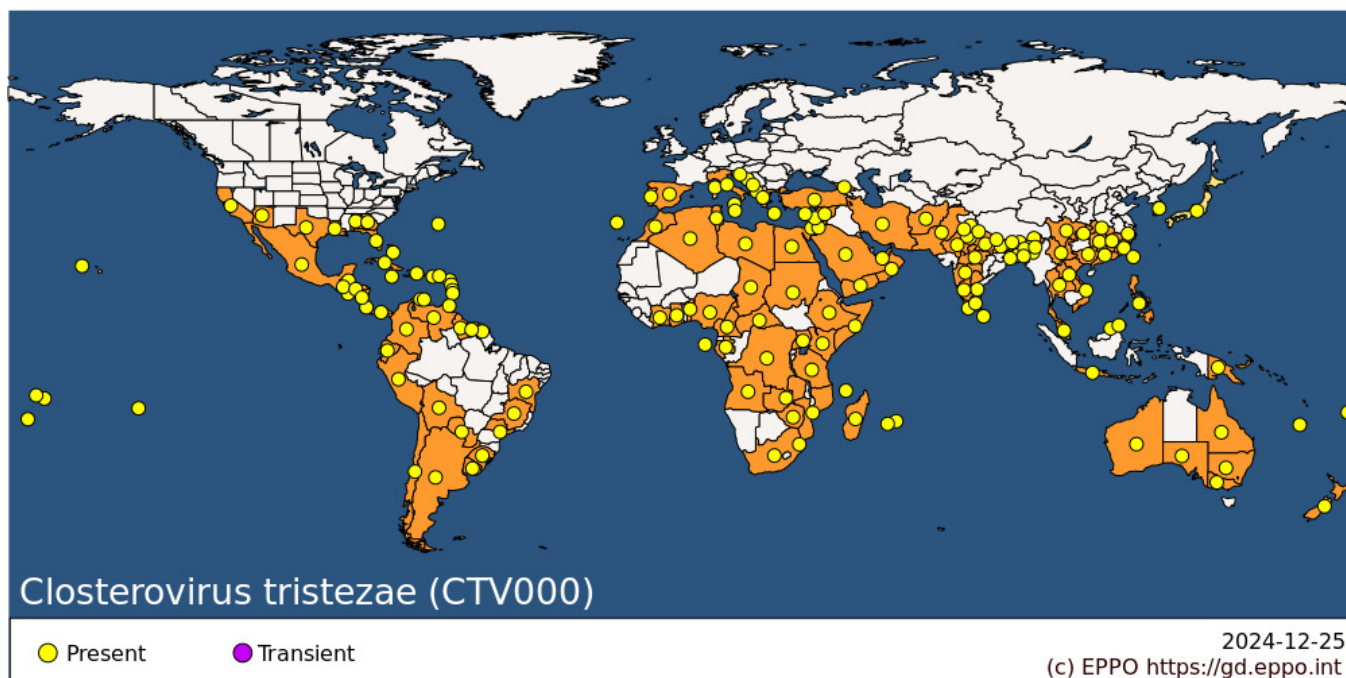 Closterovirus tristezae (CTV000)
Present
Transient
2024-12-25
(c) EPPO https://gd.eppo.int